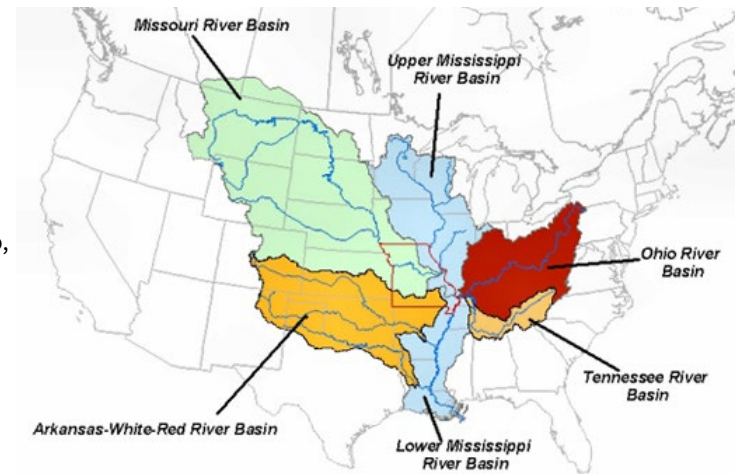 Missouri River Basin
Upper Mississippi
River Basin
Ohio River
Basin
Tennessee River
Basin
Arkansas-White-Red River Basin
Lower Mississippi
River Basin